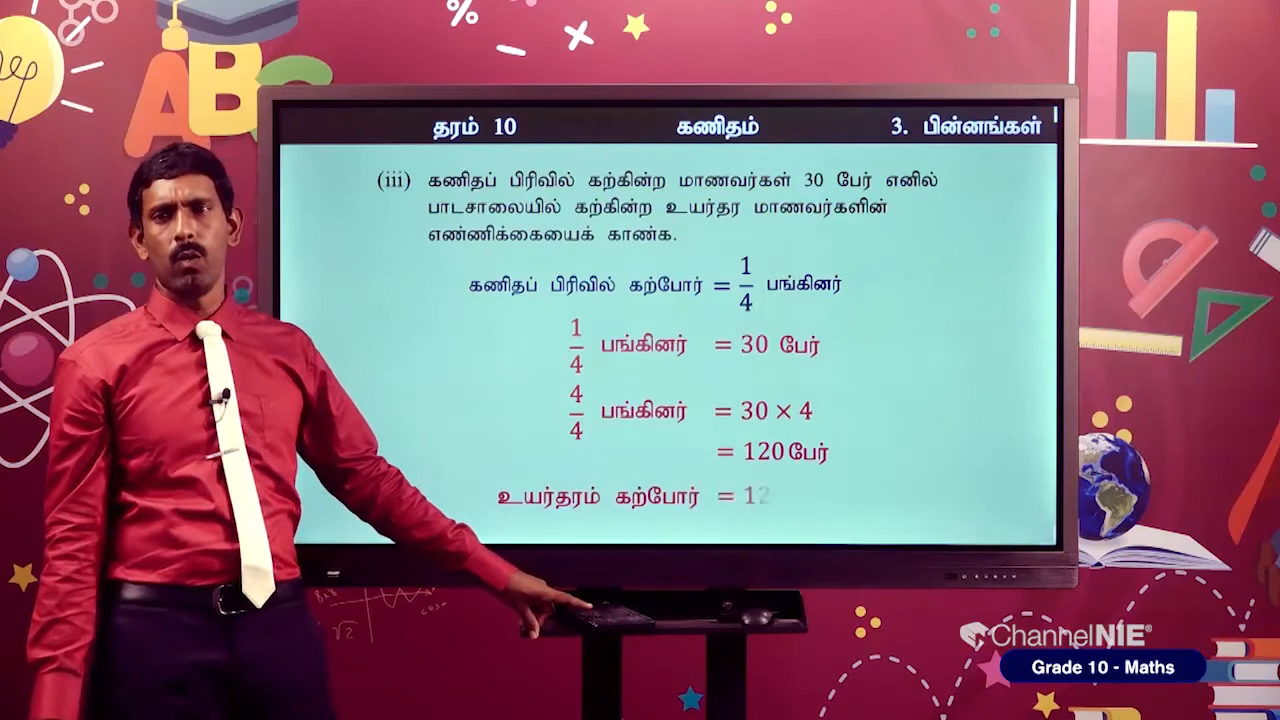 %
A B C
தரம் 10 கணிதம் 3. பின்னங்கள்
(iii) கணிதப் பிரிவில் கற்கின்ற மாணவர்கள் 30 பேர் எனில்
பாடசாலையில் கற்கின்ற உயர்தர மாணவர்களின்
எண்ணிக்கையைக் காண்க.
கணிதப் பிரிவில் கற்போர் = 1/4 பங்கினர்
1/4 பங்கினர் = 30 பேர்
4/4 பங்கினர் = 30 × 4
= 120 பேர்
உயர்தரம் கற்போர் = 12
√2
ChannelNIE®
Grade 10 - Maths